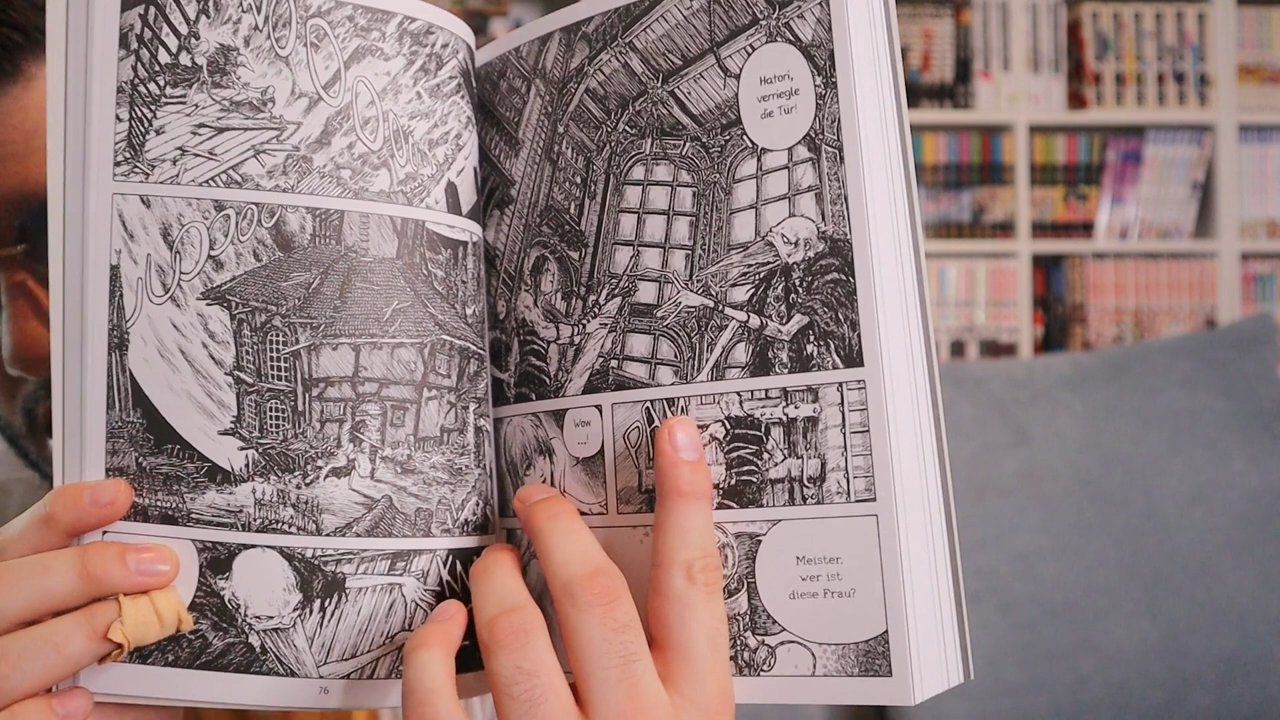 Hatori,
verriegle
die Tür!
Wow
...!
Meister,
wer ist
diese Frau?
76